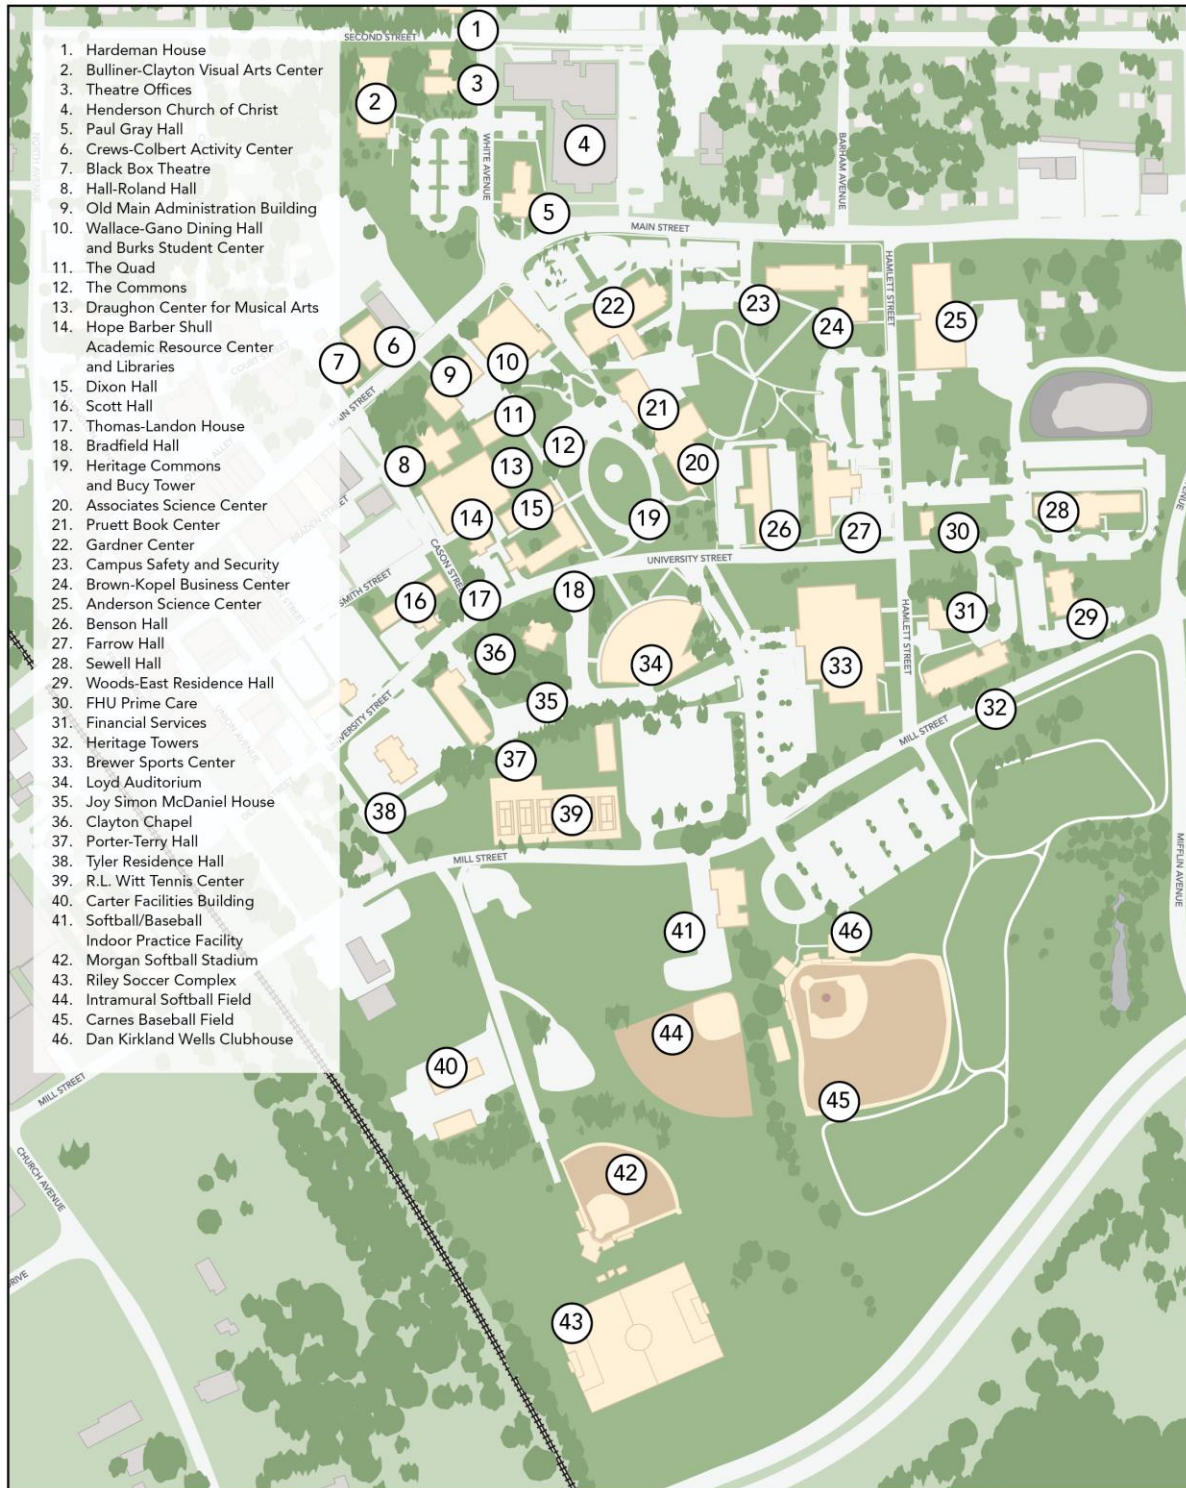 1. Hardeman House
2. Bulliner-Clayton Visual Arts Center
3. Theatre Offices
4. Henderson Church of Christ
5. Paul Gray Hall
6. Crews-Colbert Activity Center
7. Black Box Theatre
8. Hall-Roland Hall
9. Old Main Administration Building
10. Wallace-Gano Dining Hall
and Burks Student Center
11. The Quad
12. The Commons
13. Draughon Center for Musical Arts
14. Hope Barber Shull
Academic Resource Center
and Libraries
15. Dixon Hall
16. Scott Hall
17. Thomas-Landon House
18. Bradfield Hall
19. Heritage Commons
and Bucy Tower
20. Associates Science Center
21. Pruett Book Center
22. Gardner Center
23. Campus Safety and Security
24. Brown-Kopel Business Center
25. Anderson Science Center
26. Benson Hall
27. Farrow Hall
28. Sewell Hall
29. Woods-East Residence Hall
30. FHU Prime Care
31. Financial Services
32. Heritage Towers
33. Brewer Sports Center
34. Loyd Auditorium
35. Joy Simon McDaniel House
36. Clayton Chapel
37. Porter-Terry Hall
38. Tyler Residence Hall
39. R.L. Witt Tennis Center
40. Carter Facilities Building
41. Softball/Baseball
Indoor Practice Facility
42. Morgan Softball Stadium
43. Riley Soccer Complex
44. Intramural Softball Field
45. Carnes Baseball Field
46. Dan Kirkland Wells Clubhouse
SECOND STREET
1
3
2
4
WHITE AVENUE
BARHAM AVENUE
5
MAIN STREET
HAMLETT STREET
22
23
24
25
6
7
10
9
MAIN STREET
11
21
12
8
13
20
14
15
19
26
27
30
28
CASON STREET
UNIVERSITY STREET
SMITH STREET
16
17
18
HAMLETT STREET
31
29
36
34
33
35
32
UNIVERSITY STREET
MILL STREET
37
38
39
MILL STREET
MIFFLIN AVENUE
41
46
44
40
45
MILL STREET
CHURCH AVENUE
42
DRIVE
43